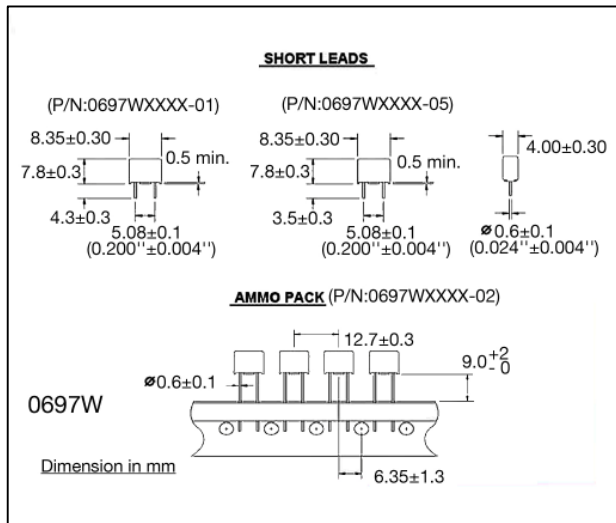 SHORT LEADS
(P/N:0697WXXXX-01)
8.35±0.30
7.8±0.3
0.5 min.
4.3±0.3
5.08±0.1
(0.200"±0.004")
(P/N:0697WXXXX-05)
8.35±0.30
7.8±0.3
0.5 min.
3.5±0.3
5.08±0.1
(0.200"±0.004")
4.00±0.30
ø0.6±0.1
(0.024"±0.004")
AMMO PACK (P/N:0697WXXXX-02)
12.7±0.3
9.0 +2 -0
ø0.6±0.1
0697W
6.35±1.3
Dimension in mm